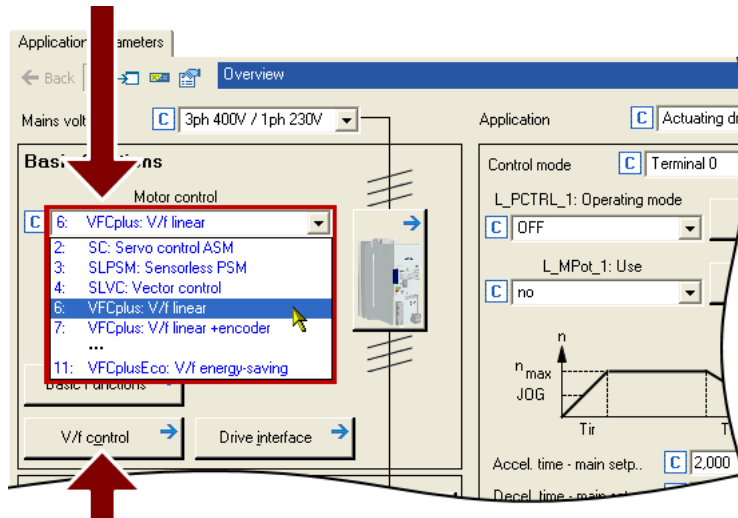 Application Parameters
Back
Overview
Mains volt
C
3ph 400V / 1ph 230V
Application
C
Actuating dr
Basic Functions
Control mode
C
Terminal 0
Motor control
L_PCTRL_1: Operating mode
C
6: VFCplus: V/f linear
C
OFF
2: SC: Servo control ASM
3: SLPSM: Sensorless PSM
4: SLVC: Vector control
6: VFCplus: V/f linear
7: VFCplus: V/f linear +encoder
...
11: VFCplusEco: V/f energy-saving
L_MPot_1: Use
C
no
n
n max
JOG
Tir
T
Basic Functions
V/f control
Drive interface
Accel. time - main setp..
C
2,000
Decel. time - main setp..